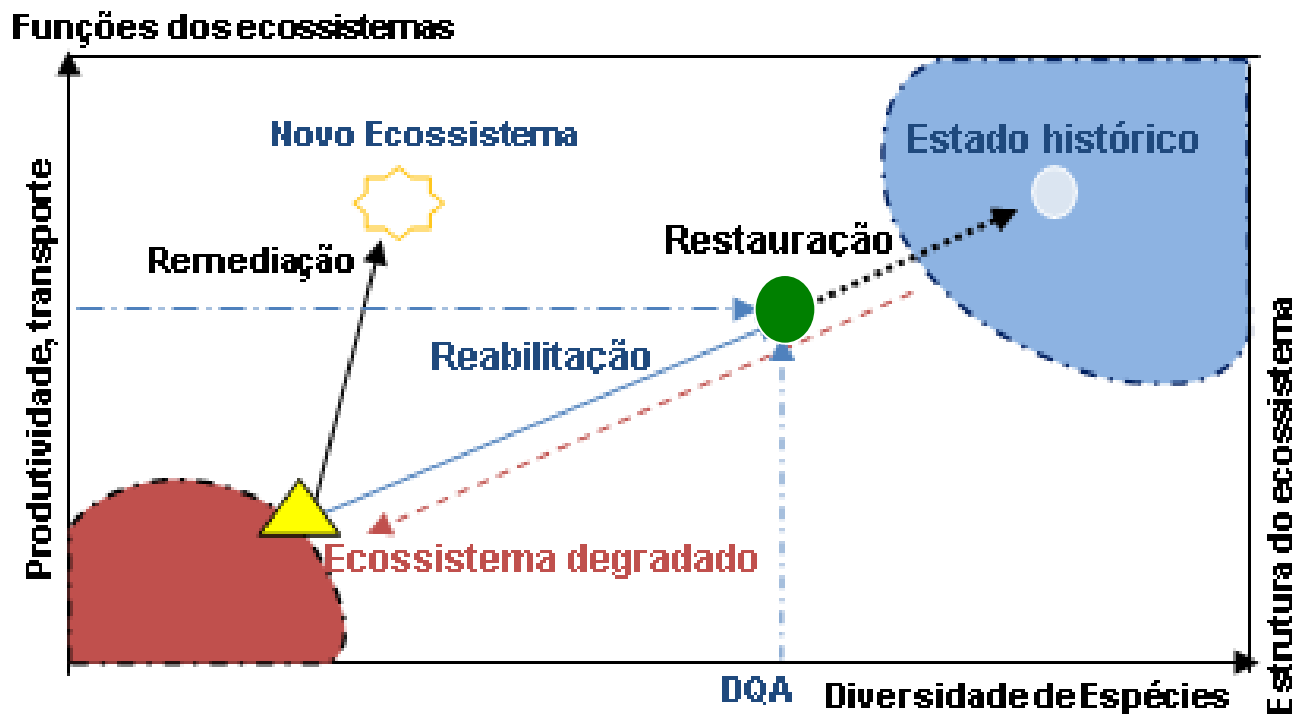 Funções dos ecossistemas
Novo Ecossistema
Estado histórico
Remediação
Restauração
Reabilitação
Produtividade, transporte
Ecossistema degradado
Estrutura do ecossistema
DQA
Diversidade de Espécies